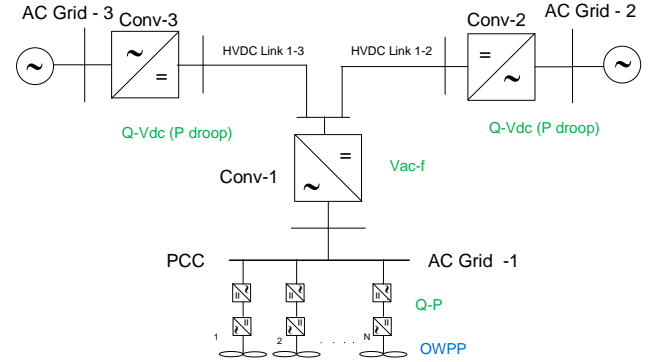 AC Grid - 3
Conv-3
Conv-2
AC Grid - 2
HVDC Link 1-3
HVDC Link 1-2
~
~
=
=
~
~
Q-Vdc (P droop)
Q-Vdc (P droop)
=
~
Conv-1
Vac-f
PCC
AC Grid -1
Q-P
1
2
. . . . .
N
OWPP